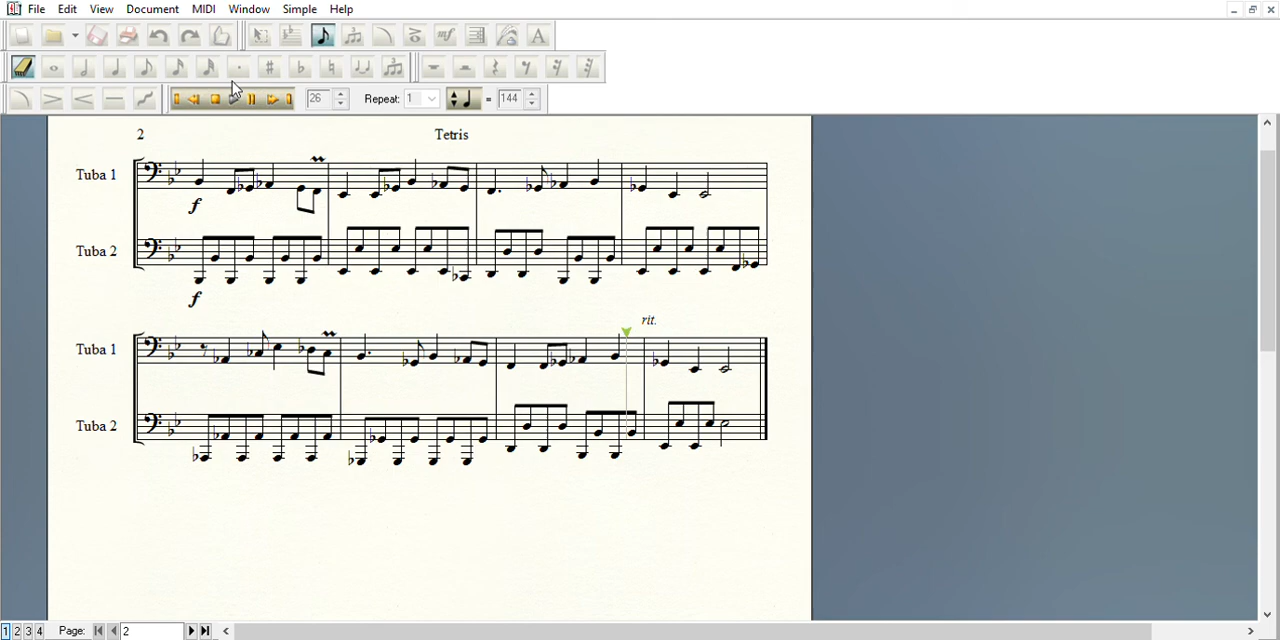 File Edit View Document MIDI Window Simple Help
mf A
26 Repeat: 1 = 144
2 Tetris
Tuba 1
f
Tuba 2
f
rit.
Tuba 1
Tuba 2
1 2 3 4 Page: 2